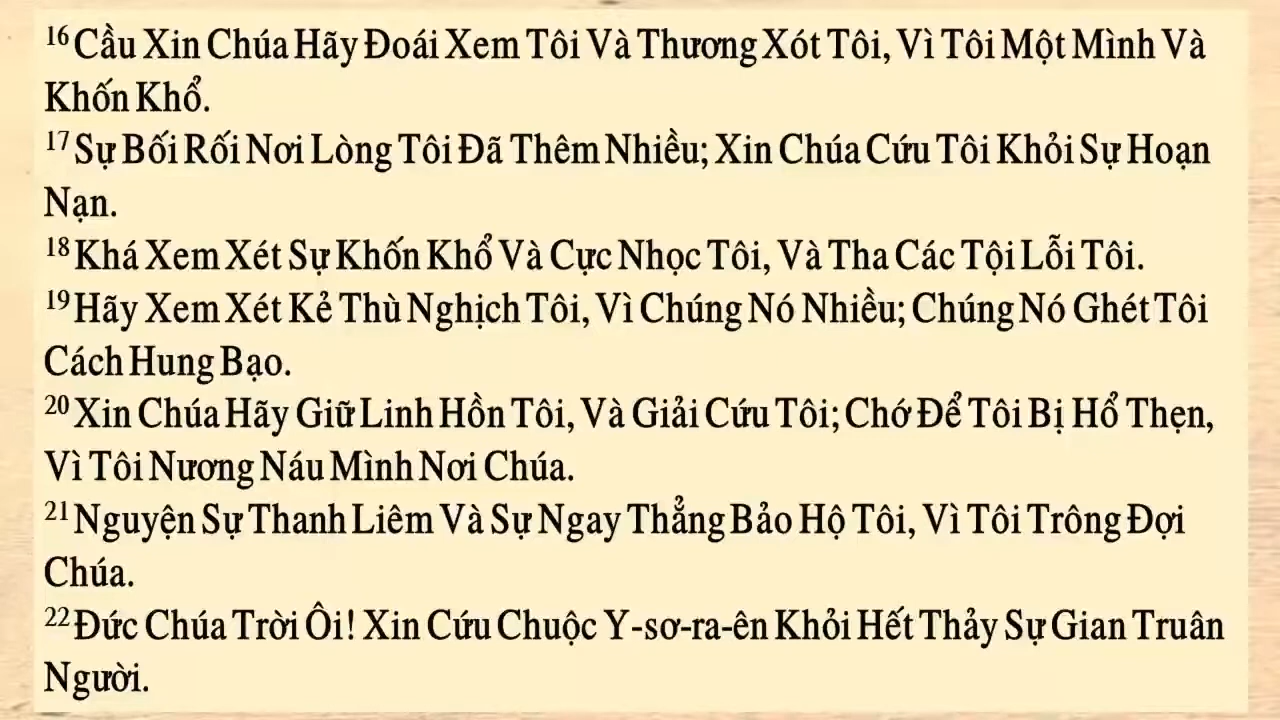 16 Cầu Xin Chúa Hãy Đoái Xem Tôi Và Thương Xót Tôi, Vì Tôi Một Mình Và
Khốn Khổ.
17 Sự Bối Rối Nơi Lòng Tôi Đã Thêm Nhiều; Xin Chúa Cứu Tôi Khỏi Sự Hoạn
Nạn.
18 Khá Xem Xét Sự Khốn Khổ Và Cực Nhọc Tôi, Và Tha Các Tội Lỗi Tôi.
19 Hãy Xem Xét Kẻ Thù Nghịch Tôi, Vì Chúng Nó Nhiều; Chúng Nó Ghét Tôi
Cách Hung Bạo.
20 Xin Chúa Hãy Giữ Linh Hồn Tôi, Và Giải Cứu Tôi; Chớ Để Tôi Bị Hổ Thẹn,
Vì Tôi Nương Náu Mình Nơi Chúa.
21 Nguyện Sự Thanh Liêm Và Sự Ngay Thẳng Bảo Hộ Tôi, Vì Tôi Trông Đợi
Chúa.
22 Đức Chúa Trời Ôi! Xin Cứu Chuộc Y-sơ-ra-ên Khỏi Hết Thảy Sự Gian Truân
Người.